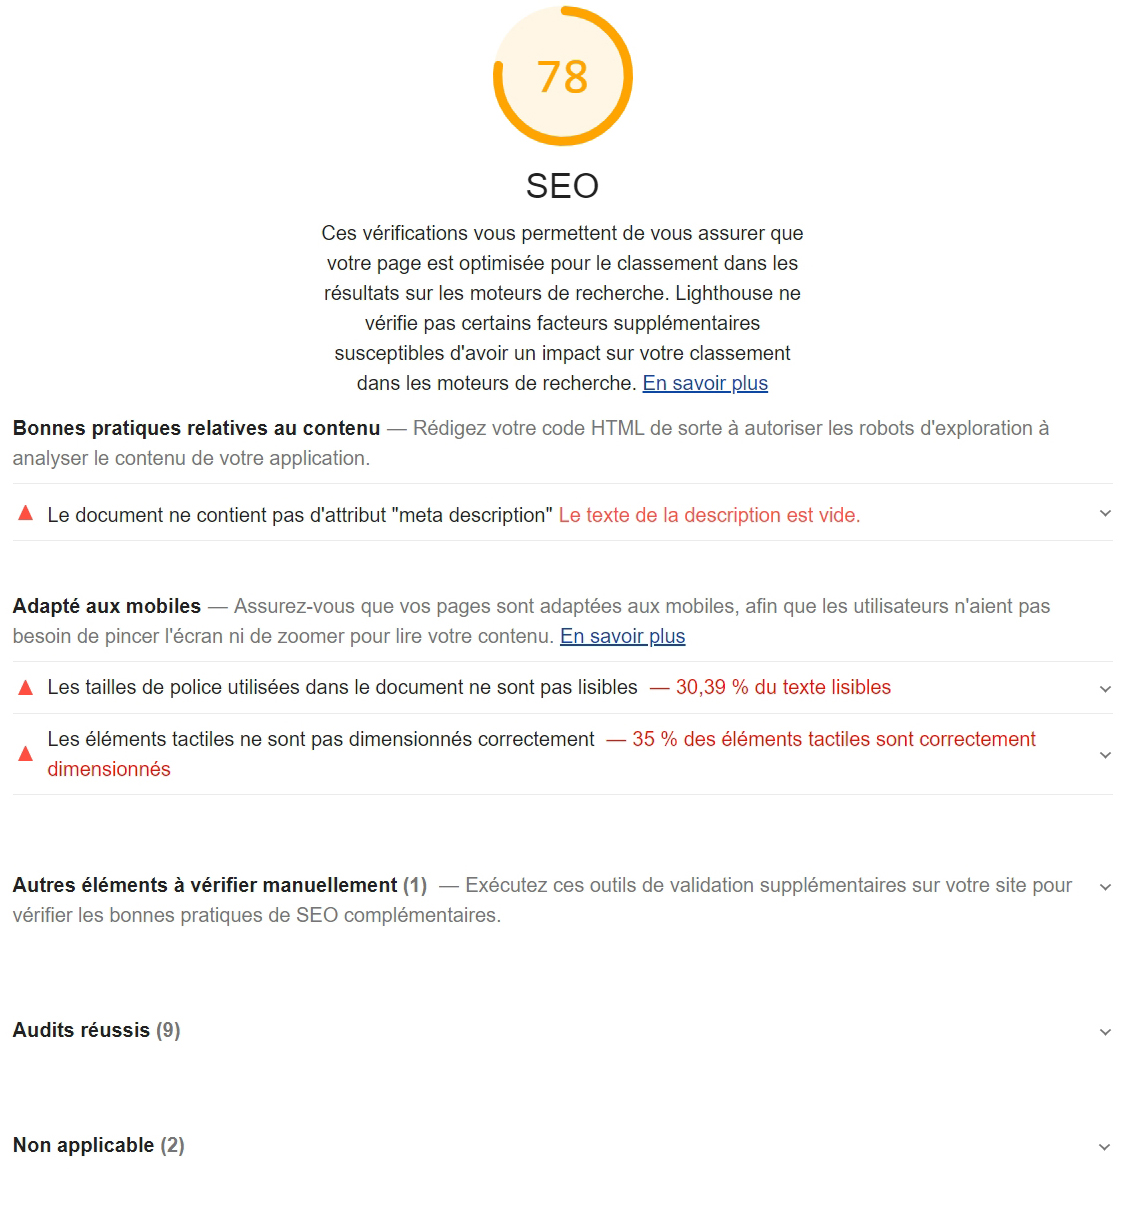 78
SEO
Ces vérifications vous permettent de vous assurer que
votre page est optimisée pour le classement dans les
résultats sur les moteurs de recherche. Lighthouse ne
vérifie pas certains facteurs supplémentaires
susceptibles d'avoir un impact sur votre classement
dans les moteurs de recherche. En savoir plus
Bonnes pratiques relatives au contenu — Rédigez votre code HTML de sorte à autoriser les robots d'exploration à
analyser le contenu de votre application.
Le document ne contient pas d'attribut "meta description" Le texte de la description est vide.
Adapté aux mobiles — Assurez-vous que vos pages sont adaptées aux mobiles, afin que les utilisateurs n'aient pas
besoin de pincer l'écran ni de zoomer pour lire votre contenu. En savoir plus
Les tailles de police utilisées dans le document ne sont pas lisibles — 30,39 % du texte lisibles
Les éléments tactiles ne sont pas dimensionnés correctement — 35 % des éléments tactiles sont correctement
dimensionnés
Autres éléments à vérifier manuellement (1) — Exécutez ces outils de validation supplémentaires sur votre site pour
vérifier les bonnes pratiques de SEO complémentaires.
Audits réussis (9)
Non applicable (2)